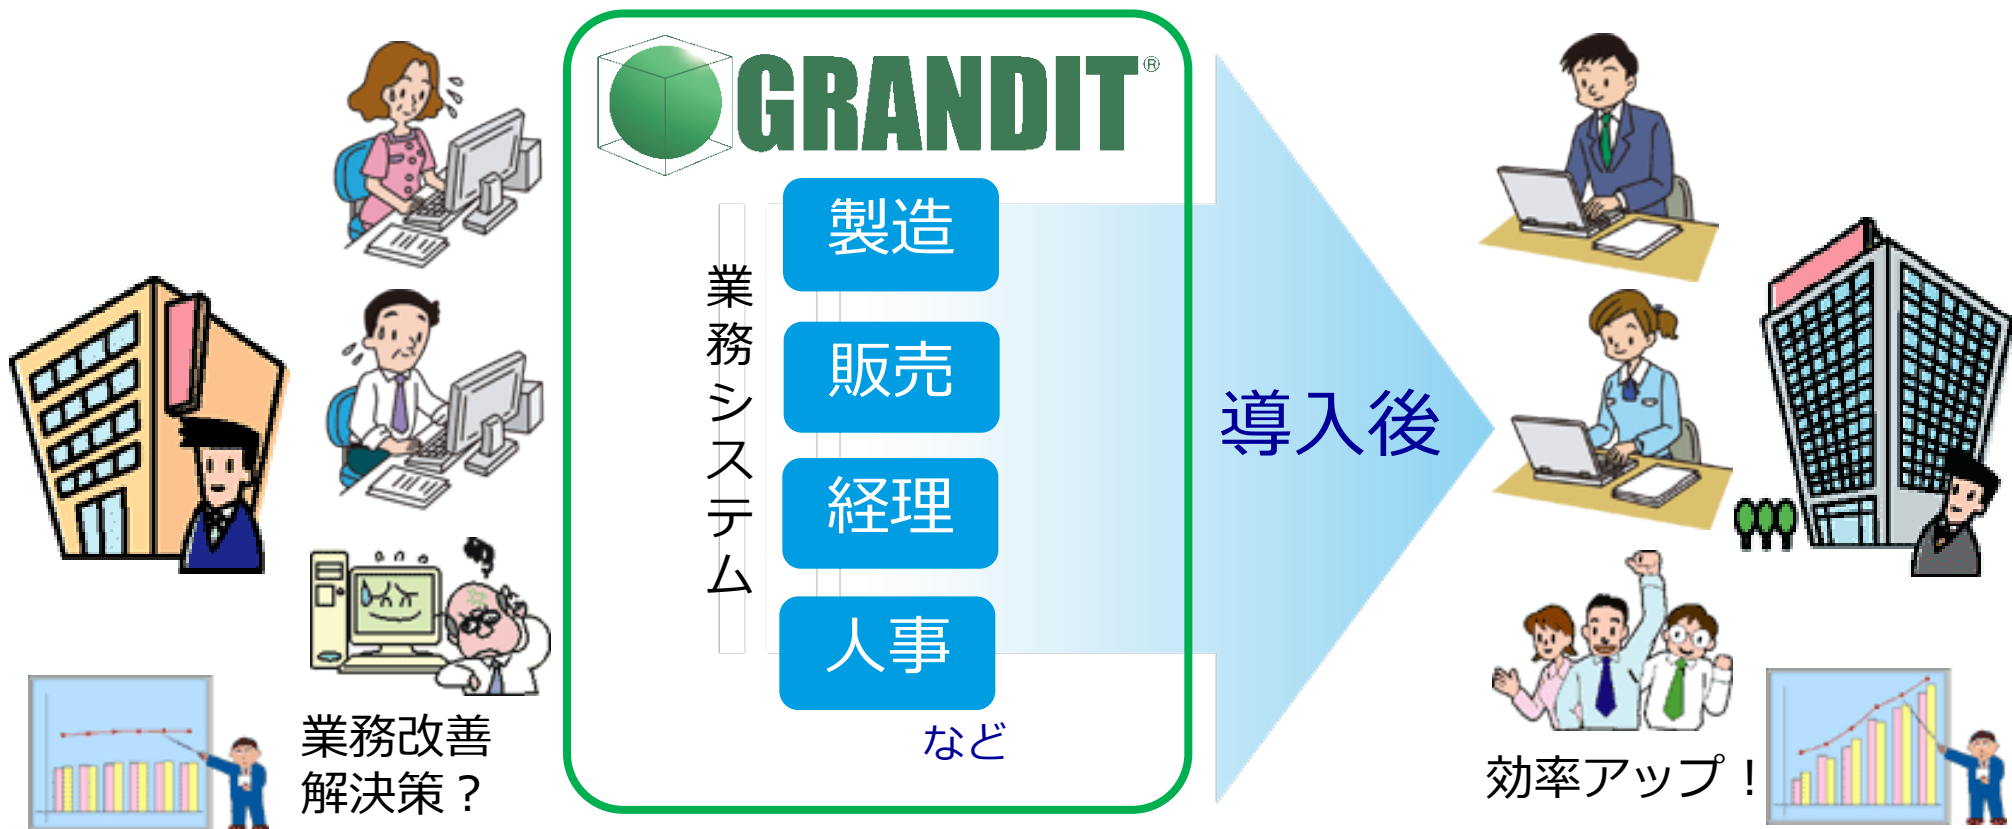 業務改善
解決策？
GRANDIT®
業務システム
製造
販売
経理
人事
など
導入後
効率アップ！